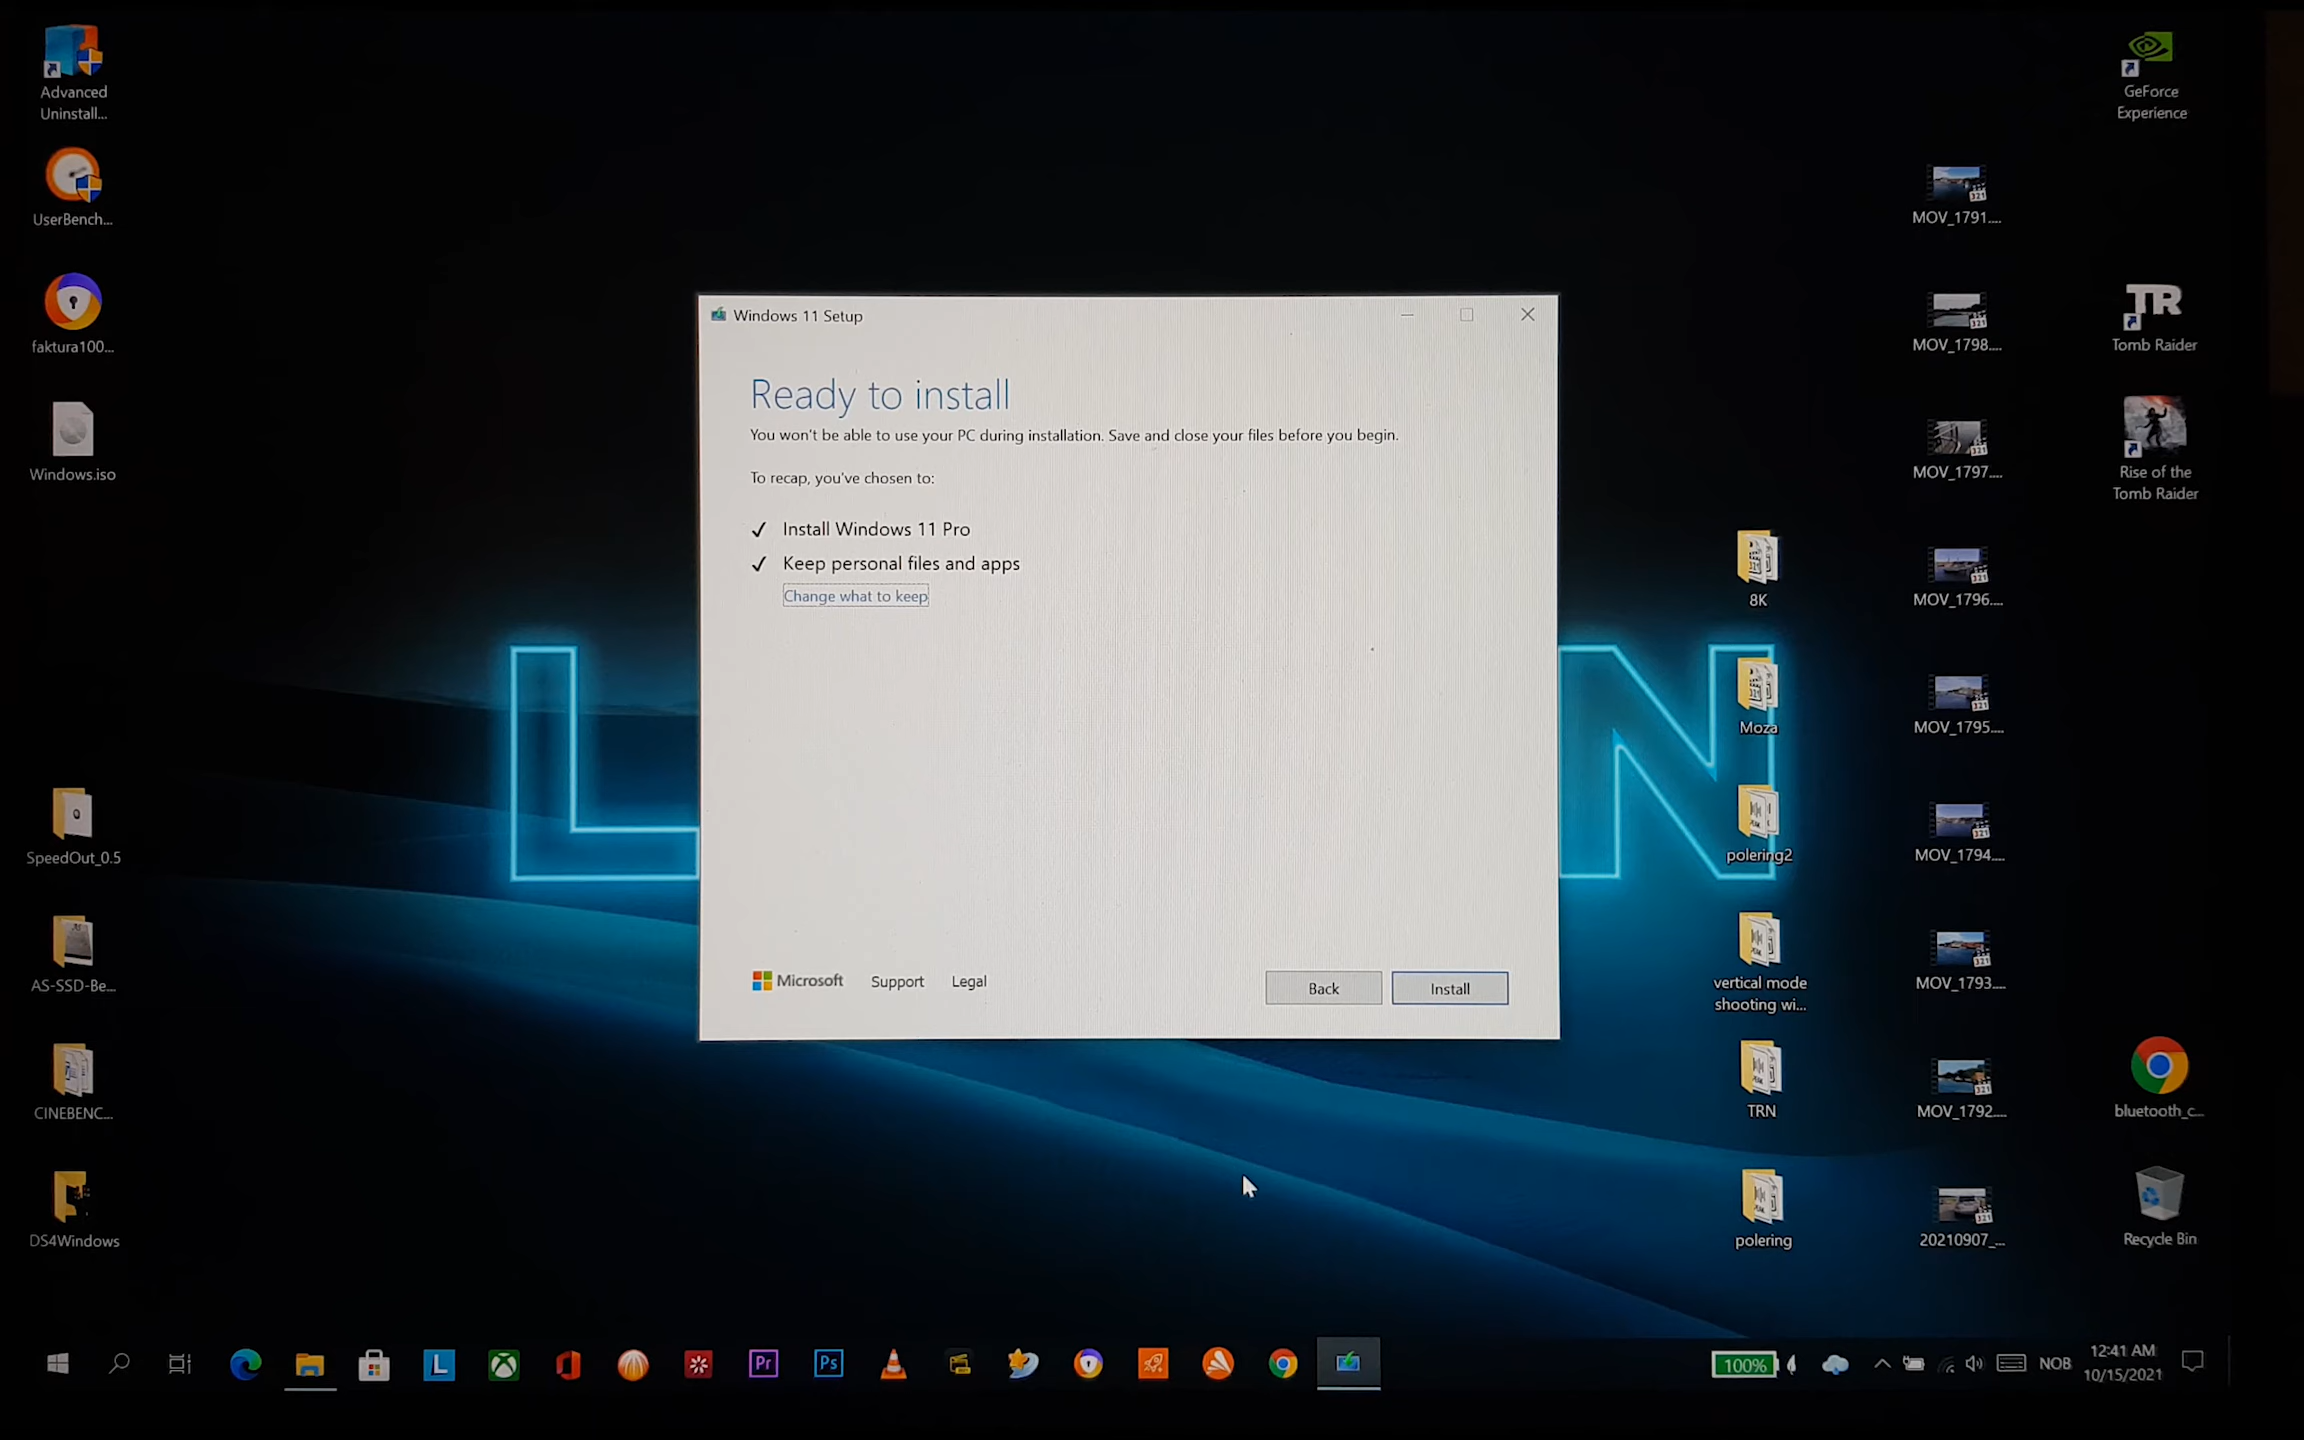 Advanced
Uninstall...
UserBench...
faktura100...
Windows.iso
SpeedOut_0.5
AS-SSD-Be...
CINEBENC...
DS4Windows
Windows 11 Setup
Ready to install
You won't be able to use your PC during installation. Save and close your files before you begin.
To recap, you've chosen to:
✓ Install Windows 11 Pro
✓ Keep personal files and apps
Change what to keep
Microsoft Support Legal
Back Install
L N
8K
Moza
polering2
vertical mode
shooting wi...
TRN
polering
MOV_1791....
MOV_1798....
MOV_1797....
MOV_1796....
MOV_1795....
MOV_1794....
MOV_1793....
MOV_1792....
20210907_...
GeForce
Experience
TR
Tomb Raider
Rise of the
Tomb Raider
bluetooth_c...
Recycle Bin
L
Pr
Ps
100%
NOB
12:41 AM
10/15/2021